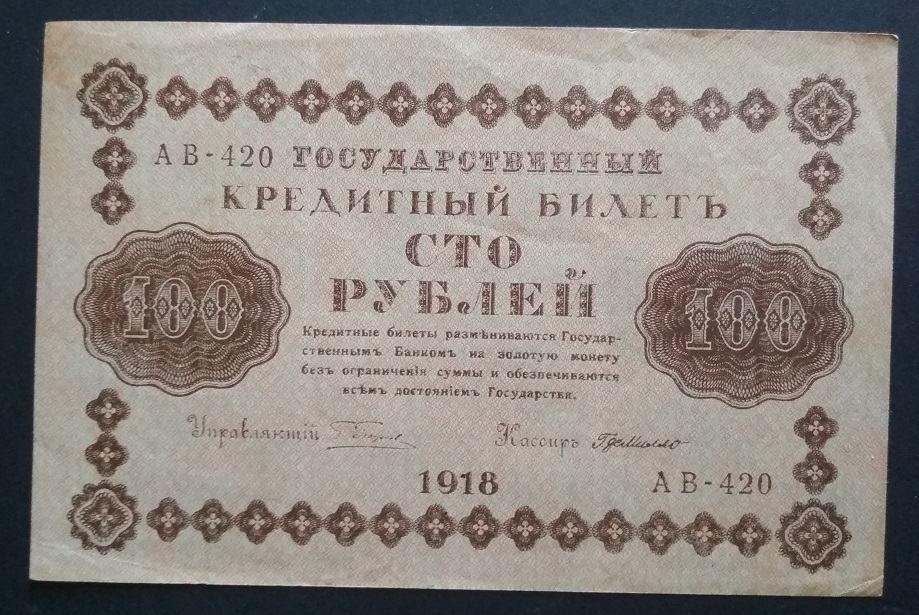 АВ-420 ГОСУДАРСТВЕННЫЙ
КРЕДИТНЫЙ БИЛЕТЪ
СТО
РУБЛЕЙ
100
100
Кредитные билеты размѣниваются Государ-
ственнымъ Банкомъ на золотую монету
безъ ограниченія суммы и обезпечиваются
всѣмъ достояніемъ Государства.
Управляющій
Кассиръ
1918
АВ-420